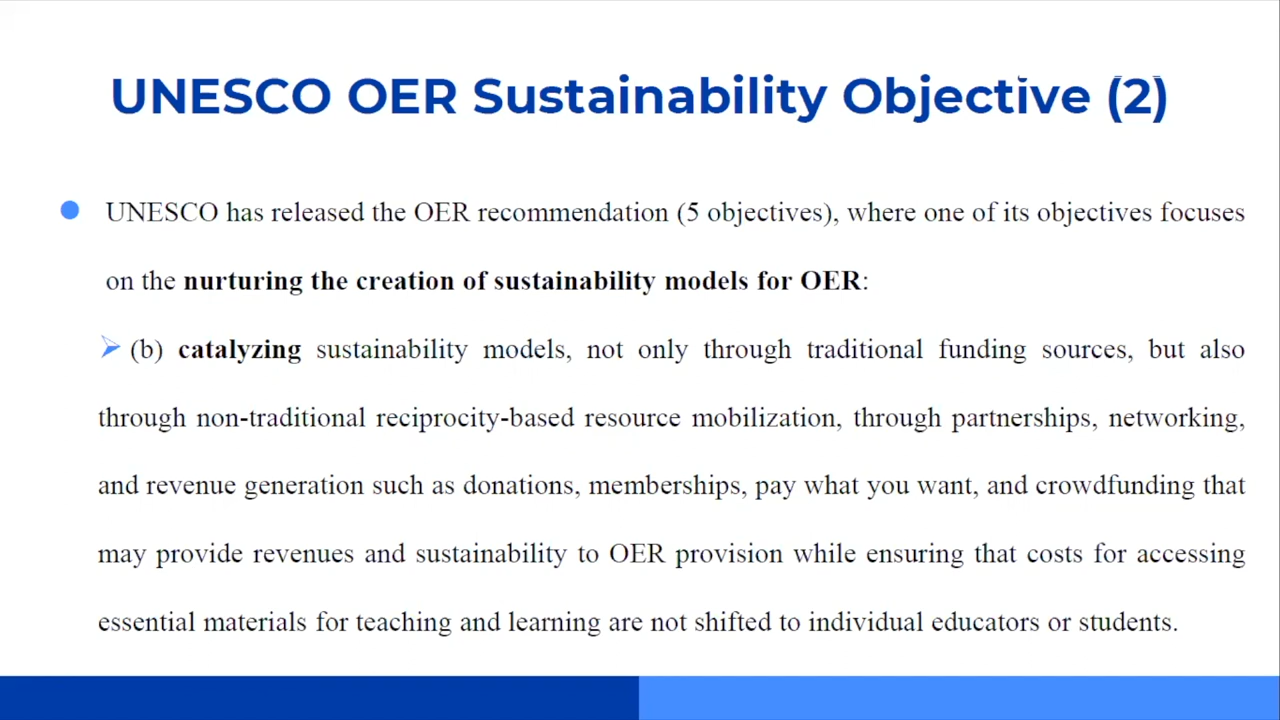 UNESCO OER Sustainability Objective (2)
UNESCO has released the OER recommendation (5 objectives), where one of its objectives focuses
on the nurturing the creation of sustainability models for OER:
(b) catalyzing sustainability models, not only through traditional funding sources, but also
through non-traditional reciprocity-based resource mobilization, through partnerships, networking,
and revenue generation such as donations, memberships, pay what you want, and crowdfunding that
may provide revenues and sustainability to OER provision while ensuring that costs for accessing
essential materials for teaching and learning are not shifted to individual educators or students.